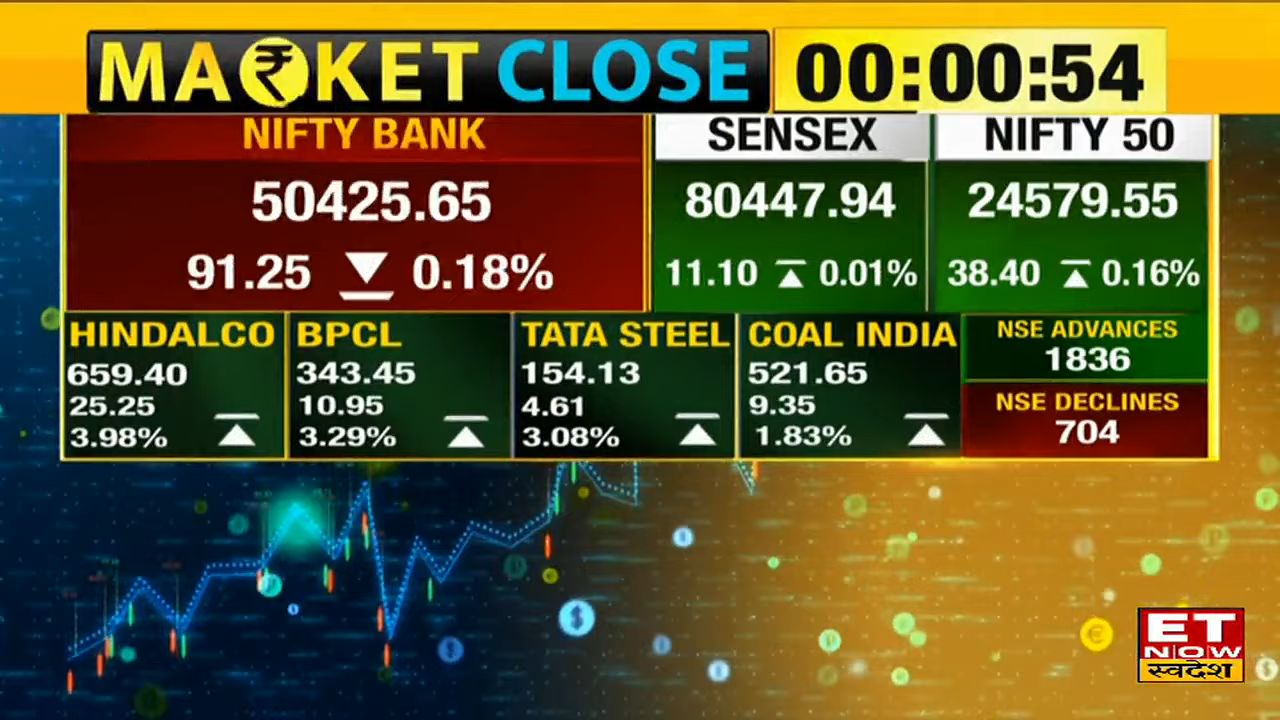 MA₹KET CLOSE
00:00:54
NIFTY BANK
50425.65
91.25 0.18%
SENSEX
80447.94
11.10 0.01%
NIFTY 50
24579.55
38.40 0.16%
HINDALCO
659.40
25.25
3.98%
BPCL
343.45
10.95
3.29%
TATA STEEL
154.13
4.61
3.08%
COAL INDIA
521.65
9.35
1.83%
NSE ADVANCES
1836
NSE DECLINES
704
ET
NOW
स्वदेश